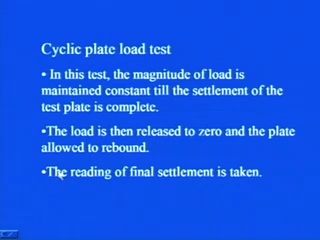 Cyclic plate load test
• In this test, the magnitude of load is
maintained constant till the settlement of the
test plate is complete.
•The load is then released to zero and the plate
allowed to rebound.
•The reading of final settlement is taken.